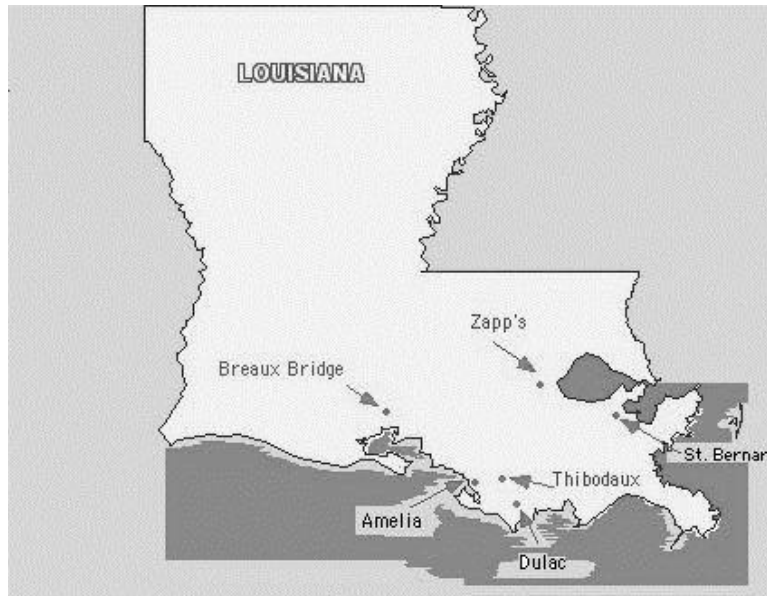 LOUISIANA
Zapp's
Breaux Bridge
St. Bernar
Thibodaux
Amelia
Dulac